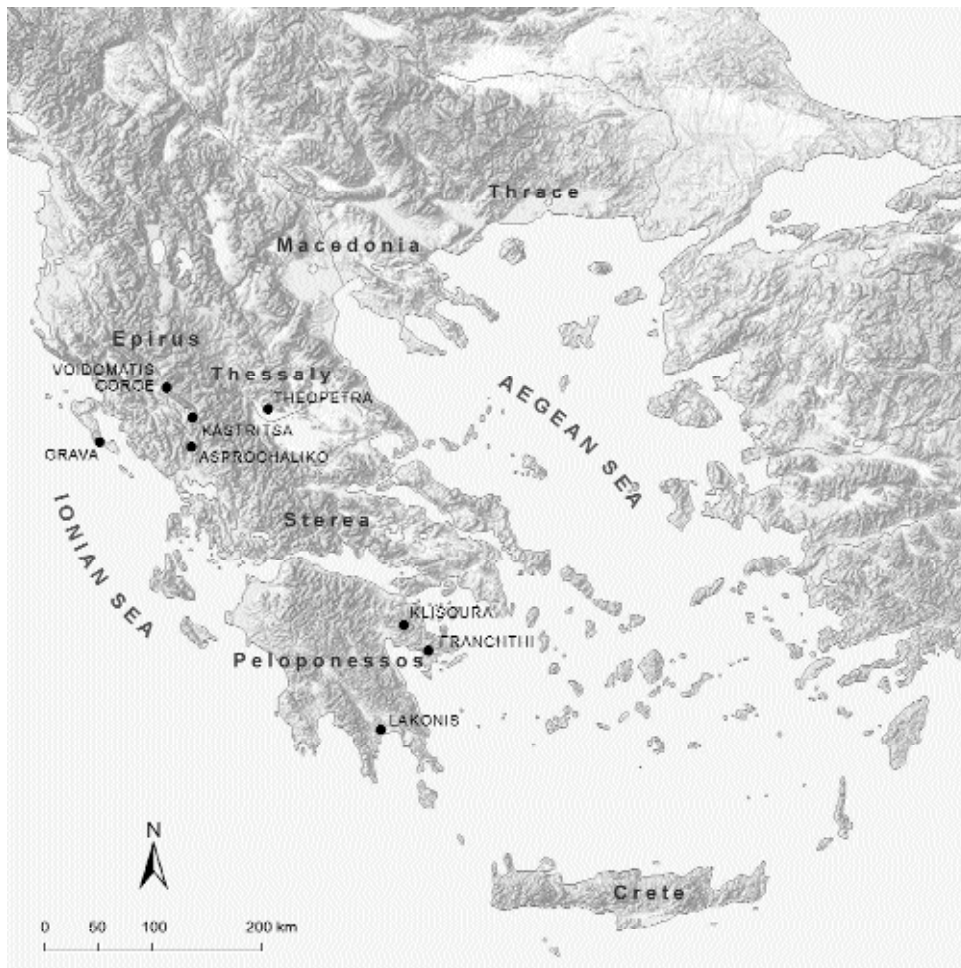 Thrace
Macedonia
Epirus
VOIDOMATIS
GORGE
Thessaly
THEOPETRA
KASTRITSA
GRAVA
ASPROCHALIKO
AEGEAN SEA
IONIAN SEA
Sterea
KLISOURA
FRANCHTHI
Peloponessos
LAKONIS
N
Crete
0 50 100 200 km